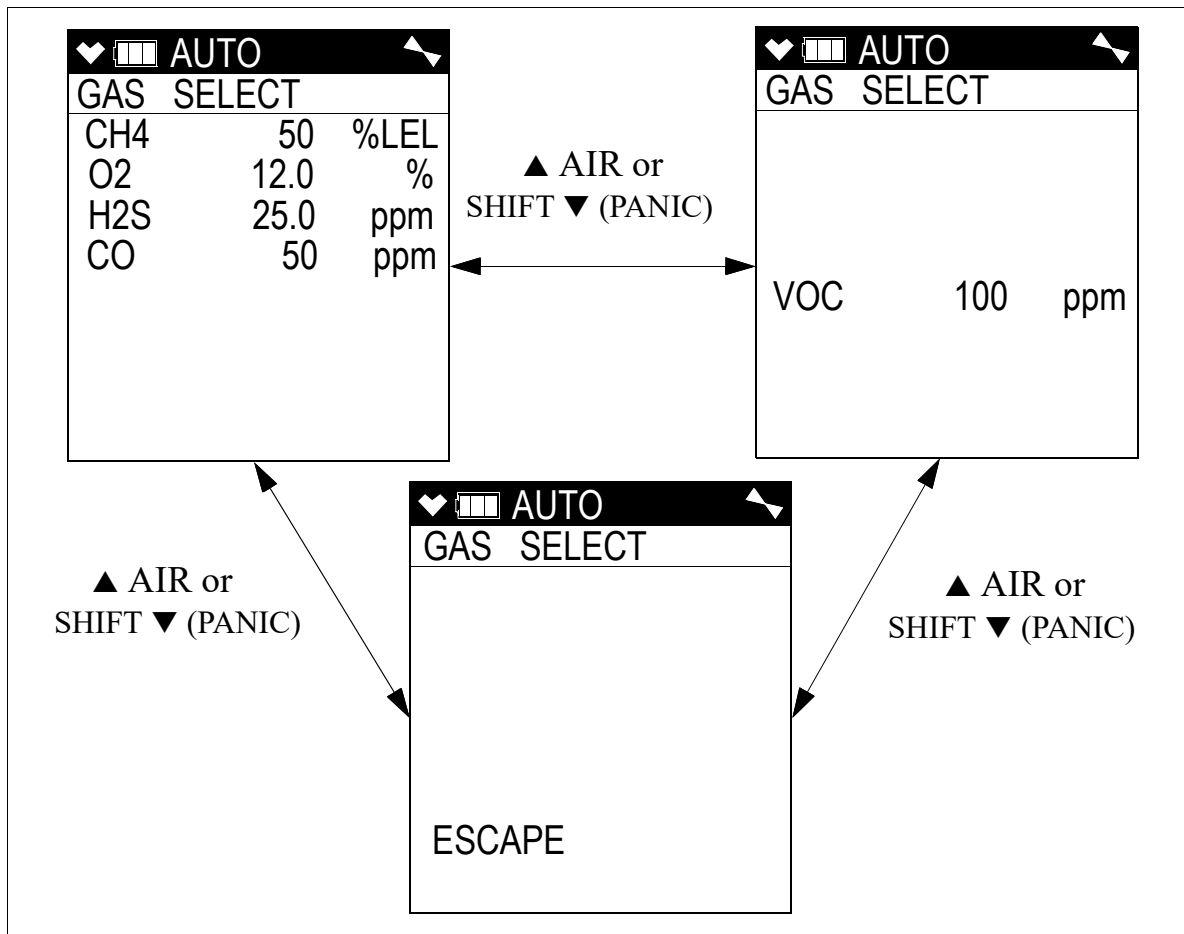 AUTO
GAS SELECT
CH4 50 %LEL
O2 12.0 %
H2S 25.0 ppm
CO 50 ppm
▲ AIR or
SHIFT ▼ (PANIC)
AUTO
GAS SELECT
VOC 100 ppm
▲ AIR or
SHIFT ▼ (PANIC)
AUTO
GAS SELECT
ESCAPE
▲ AIR or
SHIFT ▼ (PANIC)